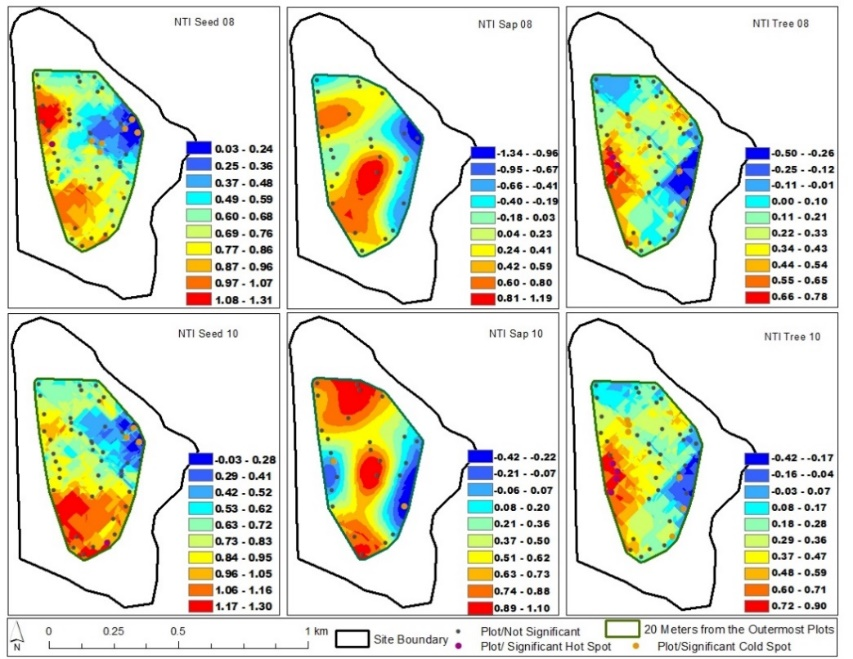 NTI Seed 08
0.03 - 0.24
0.25 - 0.36
0.37 - 0.48
0.49 - 0.59
0.60 - 0.68
0.69 - 0.76
0.77 - 0.86
0.87 - 0.96
0.97 - 1.07
1.08 - 1.31
NTI Sap 08
-1.34 - -0.96
-0.95 - -0.67
-0.66 - -0.41
-0.40 - -0.19
-0.18 - 0.03
0.04 - 0.23
0.24 - 0.41
0.42 - 0.59
0.60 - 0.80
0.81 - 1.19
NTI Tree 08
-0.50 - -0.26
-0.25 - -0.12
-0.11 - -0.01
0.00 - 0.10
0.11 - 0.21
0.22 - 0.33
0.34 - 0.43
0.44 - 0.54
0.55 - 0.65
0.66 - 0.78
NTI Seed 10
-0.03 - 0.28
0.29 - 0.41
0.42 - 0.52
0.53 - 0.62
0.63 - 0.72
0.73 - 0.83
0.84 - 0.95
0.96 - 1.05
1.06 - 1.16
1.17 - 1.30
NTI Sap 10
-0.42 - -0.22
-0.21 - -0.07
-0.06 - 0.07
0.08 - 0.20
0.21 - 0.36
0.37 - 0.50
0.51 - 0.62
0.63 - 0.73
0.74 - 0.88
0.89 - 1.10
NTI Tree 10
-0.42 - -0.17
-0.16 - -0.04
-0.03 - 0.07
0.08 - 0.17
0.18 - 0.28
0.29 - 0.36
0.37 - 0.47
0.48 - 0.59
0.60 - 0.71
0.72 - 0.90
N
0 0.25 0.5 1 km
Site Boundary
Plot/Not Significant
Plot/ Significant Hot Spot
20 Meters from the Outermost Plots
Plot/Significant Cold Spot